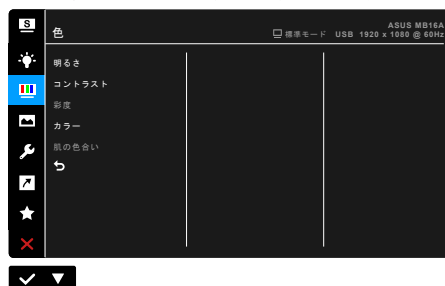 S
色
標準モード
ASUS MB16A
USB 1920 x 1080 @ 60Hz
明るさ
コントラスト
彩度
カラー
肌の色合い